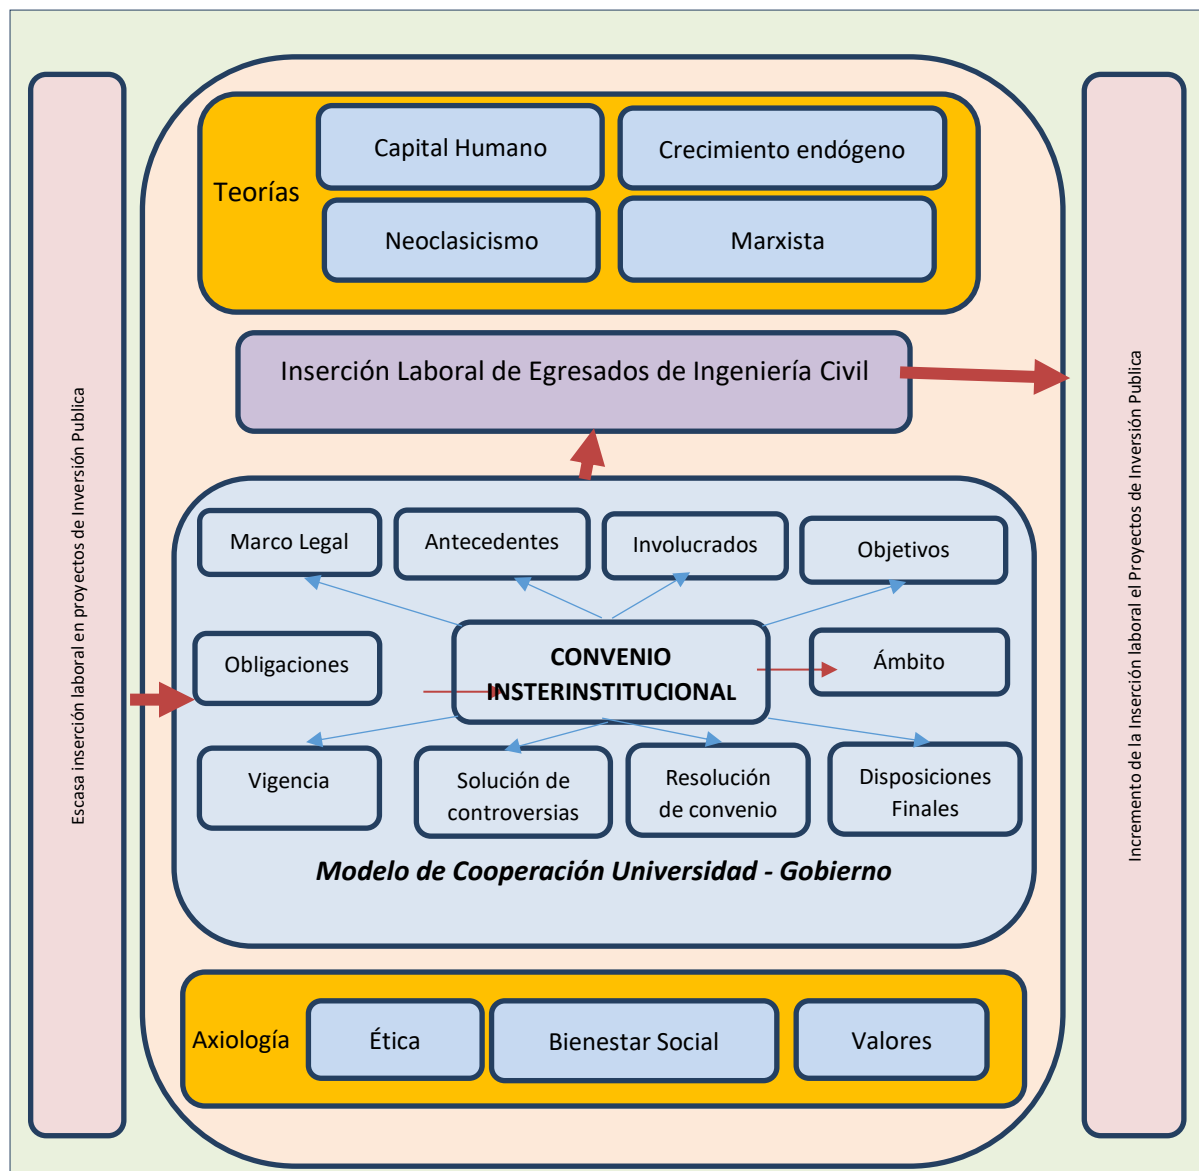 Escasa inserción laboral en proyectos de Inversión Publica
Teorías
Capital Humano
Crecimiento endógeno
Neoclasicismo
Marxista
Inserción Laboral de Egresados de Ingeniería Civil
Marco Legal
Antecedentes
Involucrados
Objetivos
Obligaciones
CONVENIO
INSTERINSTITUCIONAL
Ámbito
Vigencia
Solución de
controversias
Resolución
de convenio
Disposiciones
Finales
Modelo de Cooperación Universidad - Gobierno
Axiología
Ética
Bienestar Social
Valores
Incremento de la Inserción laboral el Proyectos de Inversión Publica